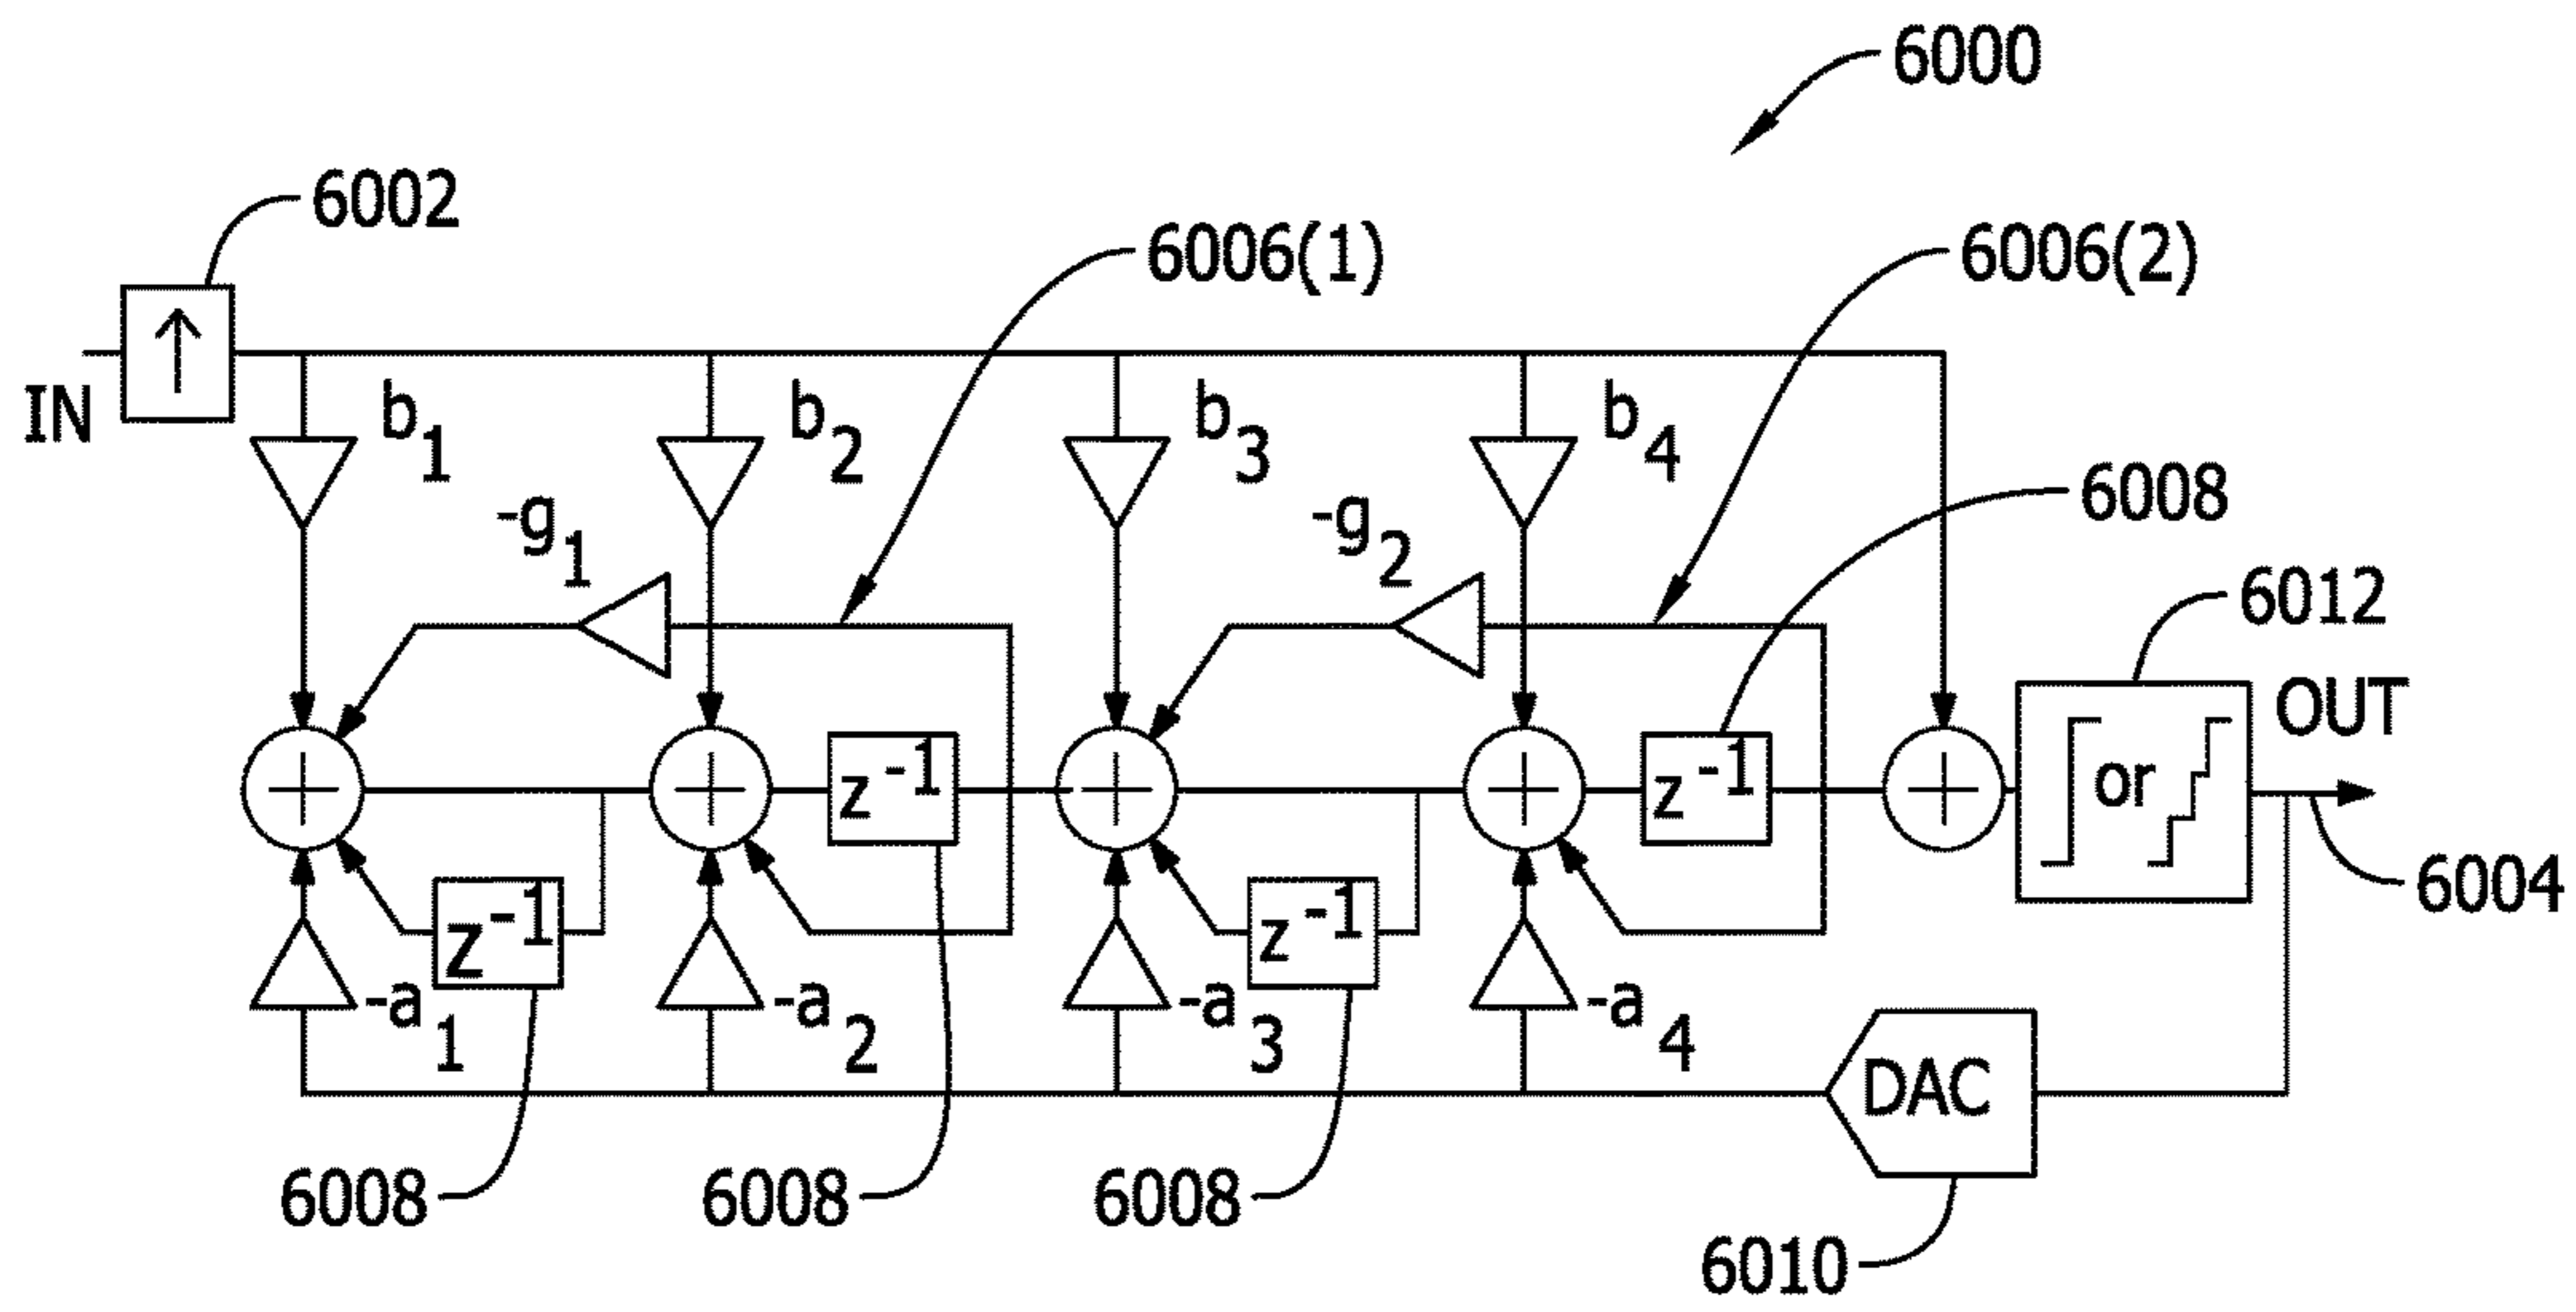 6000
6002
6006(1)
6006(2)
IN
b1
b2
b3
b4
6008
-g1
-g2
6012
OUT
z-1
z-1
or
6004
z-1
z-1
-a1
-a2
-a3
-a4
DAC
6008
6008
6008
6010